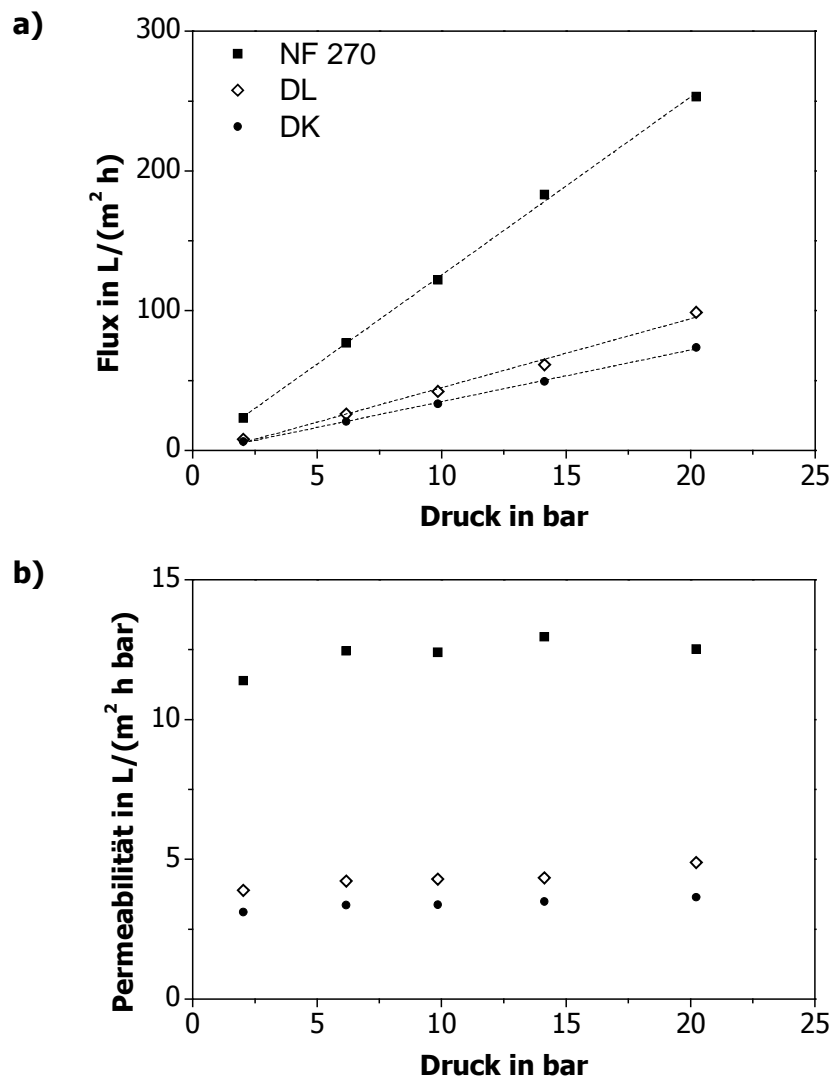 a)
300
200
100
0
Flux in L/(m² h)
NF 270
DL
DK
0 5 10 15 20 25
Druck in bar
b)
15
10
5
0
Permeabilität in L/(m² h bar)
0 5 10 15 20 25
Druck in bar